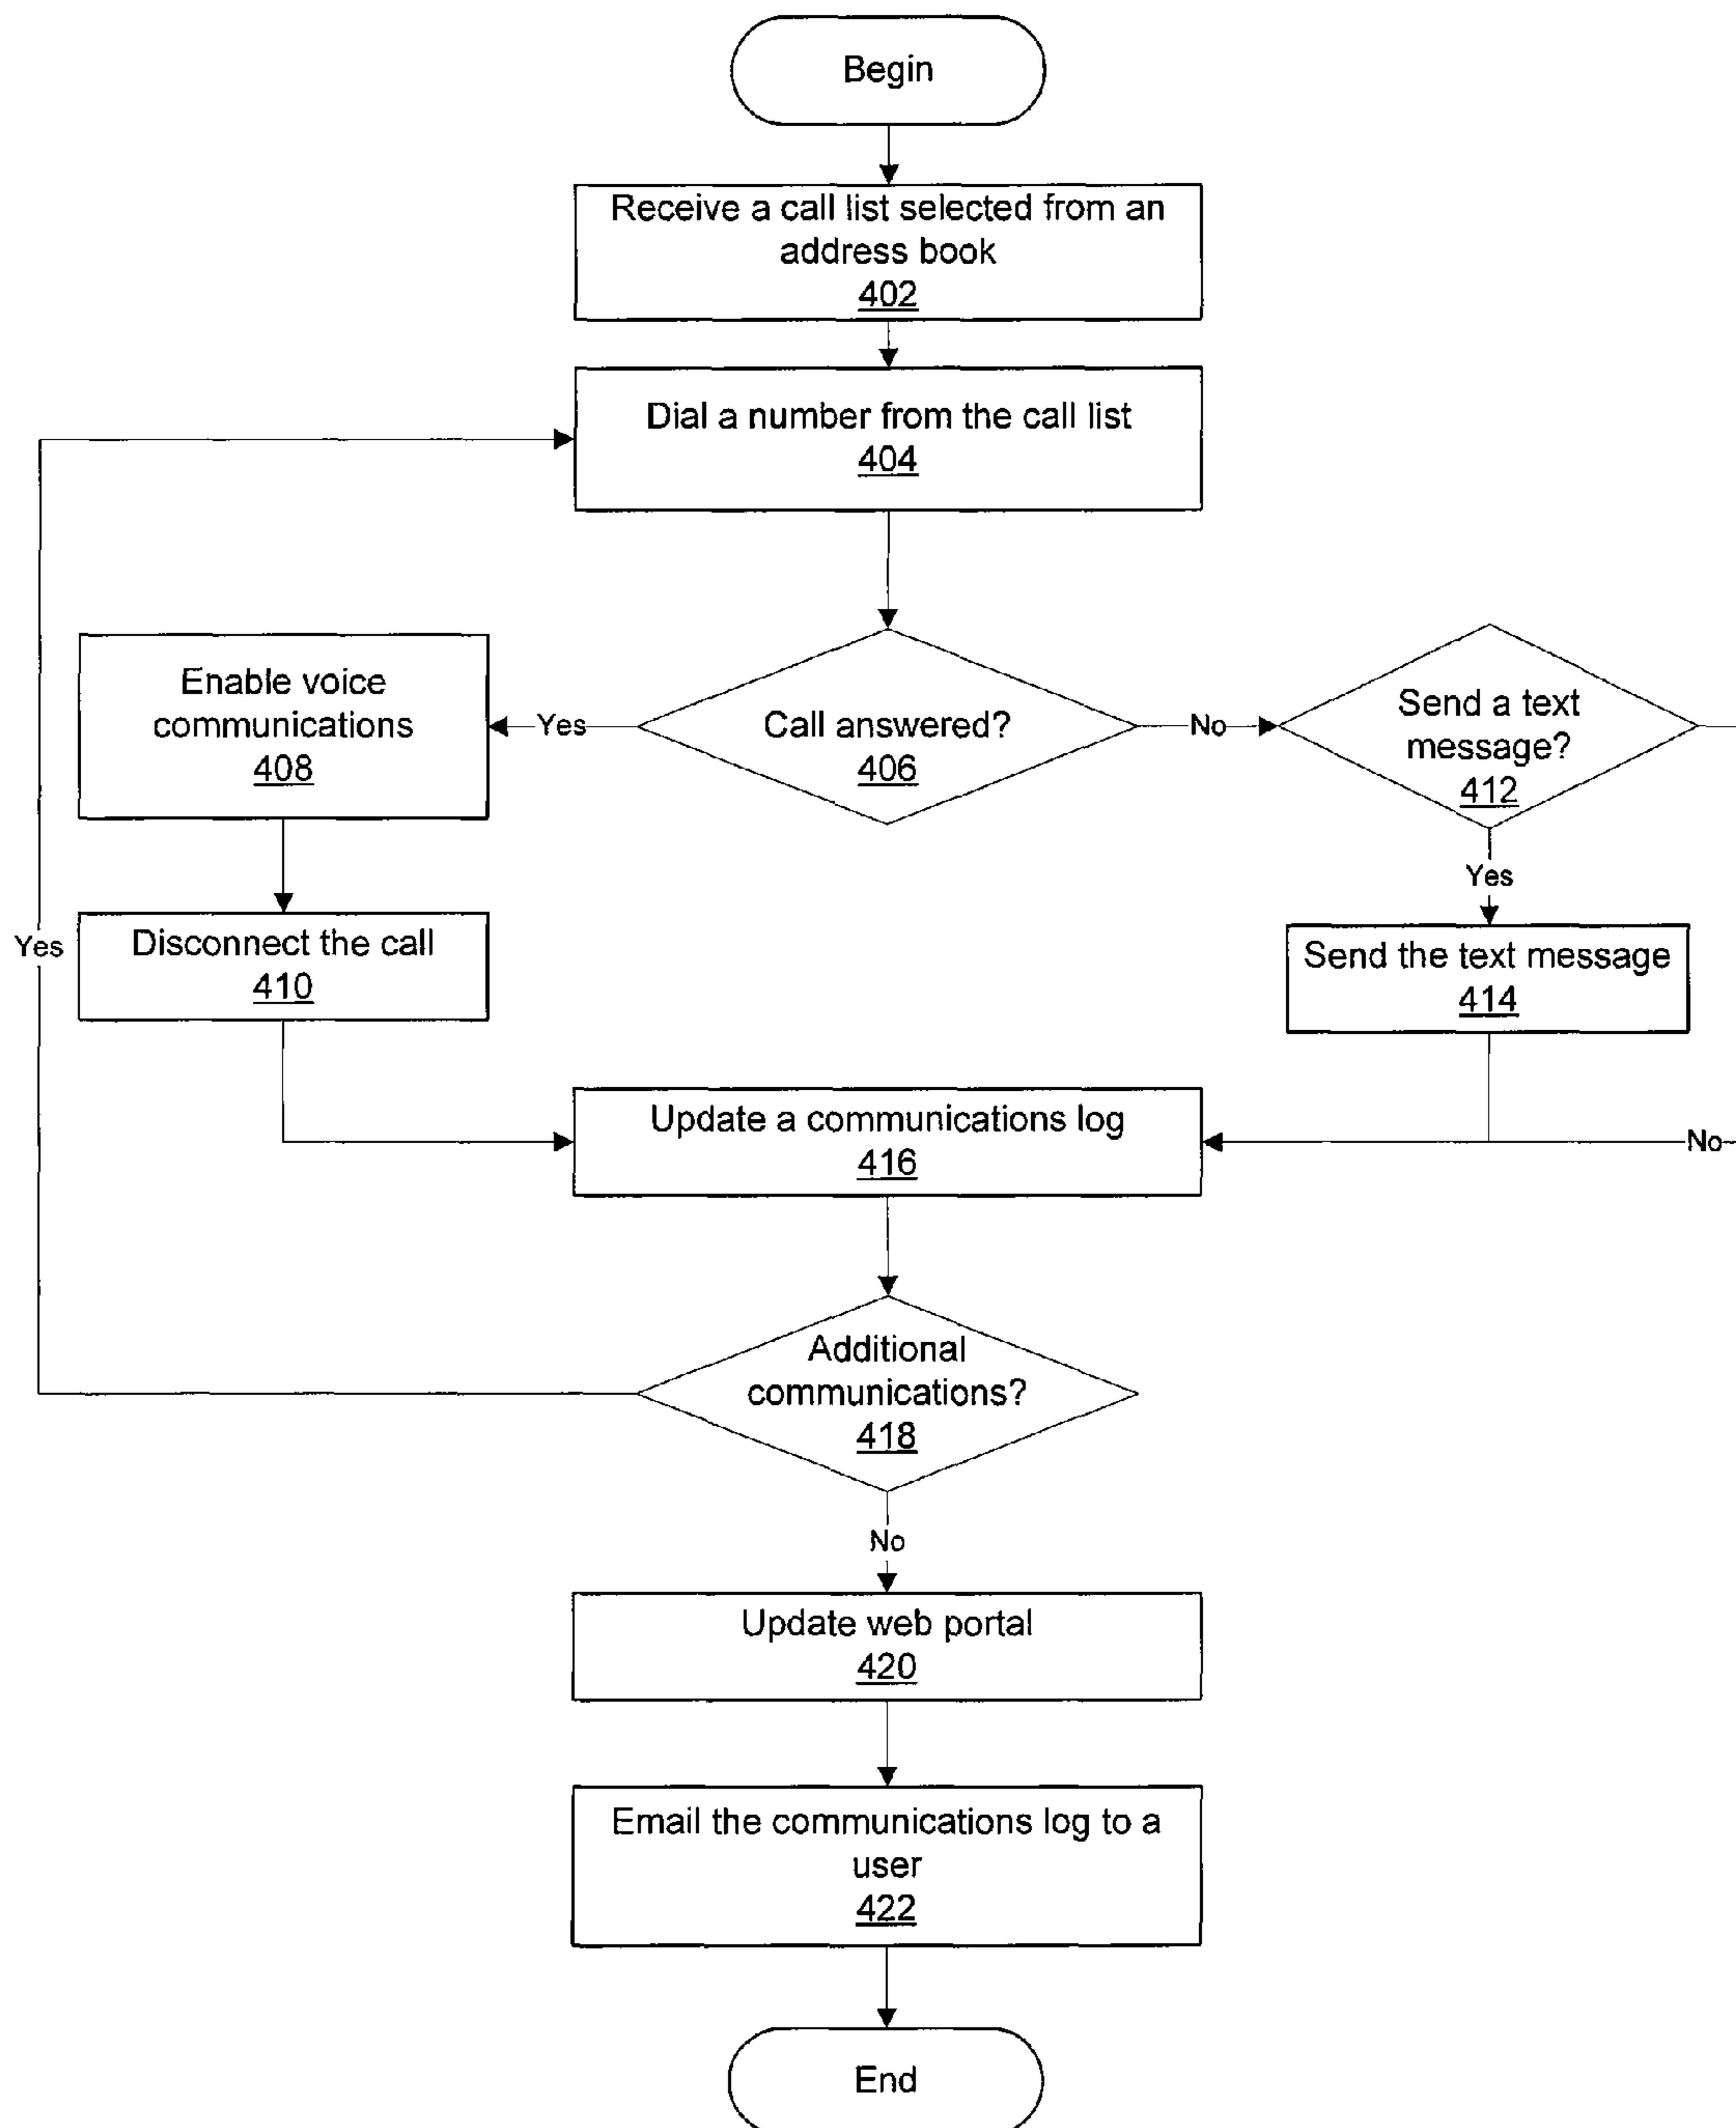 Begin
Receive a call list selected from an
address book
402
Dial a number from the call list
404
Enable voice
communications
408
Yes
Call answered?
406
No
Send a text
message?
412
Yes
Yes
Disconnect the call
410
Send the text message
414
Update a communications log
416
No
Additional
communications?
418
No
Update web portal
420
Email the communications log to a
user
422
End